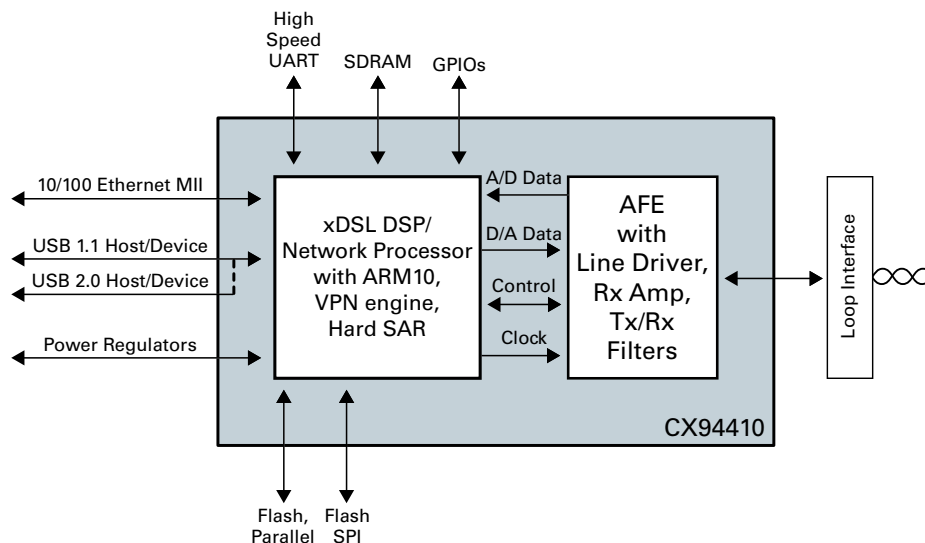 High
Speed
UART
SDRAM
GPIOs
10/100 Ethernet MII
USB 1.1 Host/Device
USB 2.0 Host/Device
Power Regulators
xDSL DSP/
Network Processor
with ARM10,
VPN engine,
Hard SAR
A/D Data
D/A Data
Control
Clock
AFE
with
Line Driver,
Rx Amp,
Tx/Rx
Filters
Loop Interface
CX94410
Flash,
Parallel
Flash
SPI